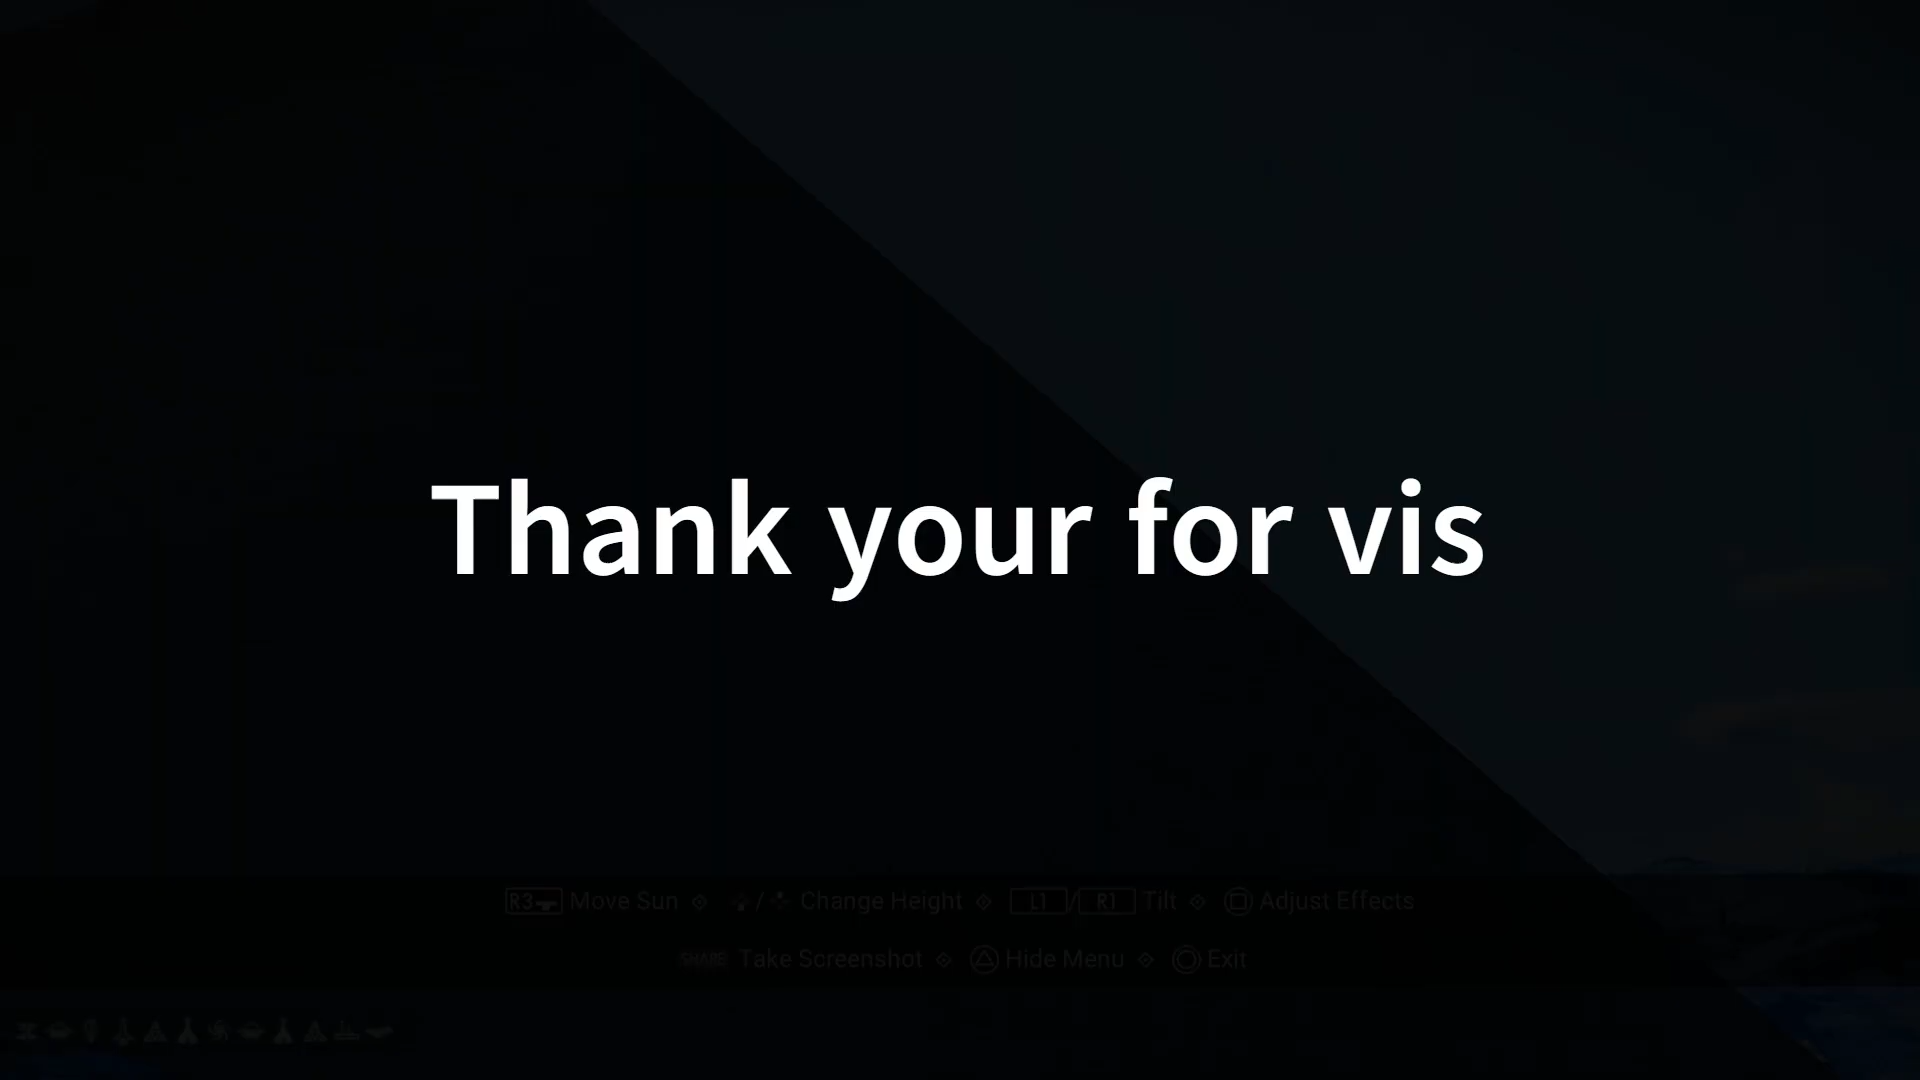 Thank your for vis
R3 Move Sun / Change Height L1 / R1 Tilt Adjust Effects
SHARE Take Screenshot Hide Menu Exit